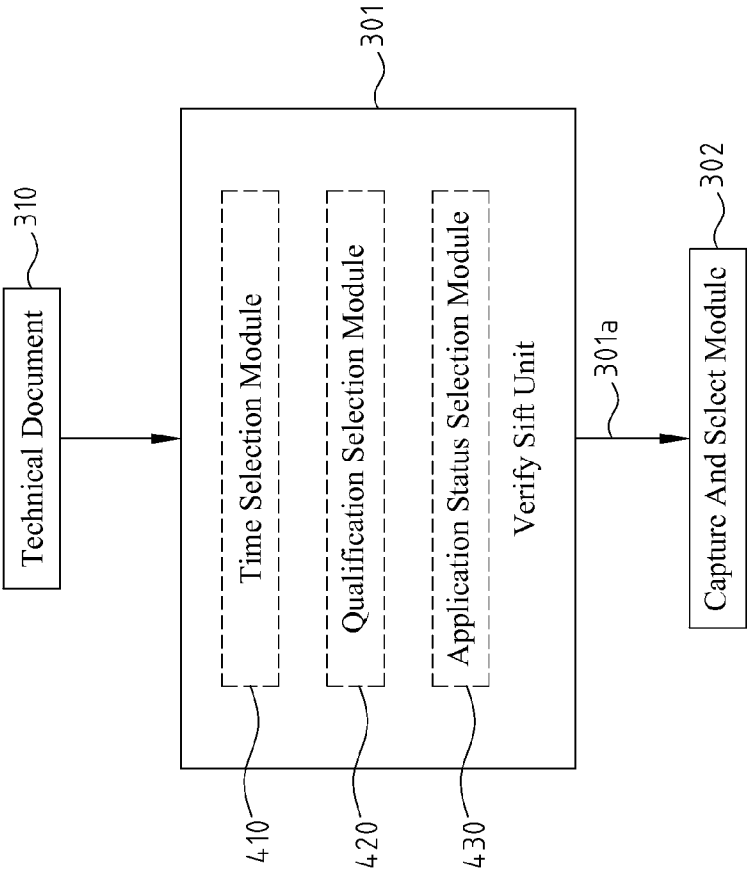 Technical Document
310
301
Time Selection Module
410
Qualification Selection Module
420
Application Status Selection Module
430
Verify Sift Unit
301a
Capture And Select Module
302